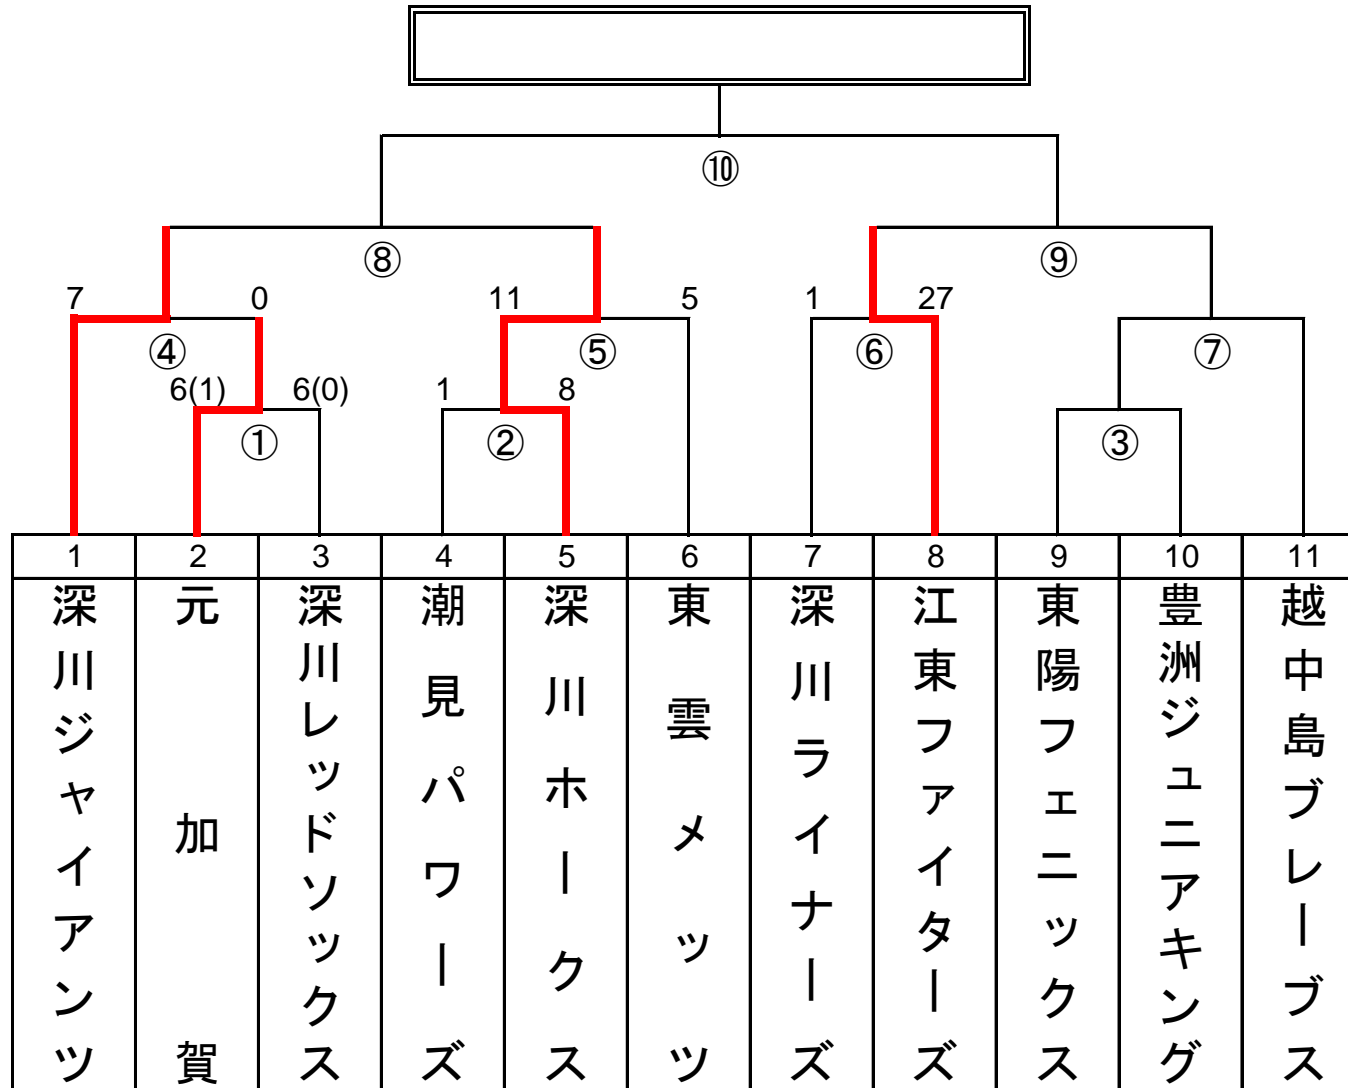 ⑩
⑧ ⑨
7 0 11 5 1 27
④ ⑤ ⑥ ⑦
6(1) 6(0) 1 8
① ② ③
1 2 3 4 5 6 7 8 9 10 11
深川ジャイアンツ
元加賀
深川レッドソックス
潮見パワーズ
深川ホークス
東雲メッツ
深川ライナーズ
江東ファイターズ
東陽フェニックス
豊洲ジュニアキング
越中島ブレーブス